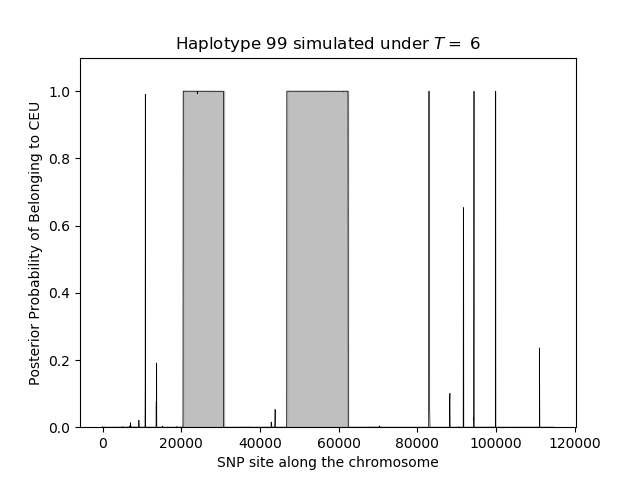 Haplotype 99 simulated under T = 6
Posterior Probability of Belonging to CEU
1.0
0.8
0.6
0.4
0.2
0.0
0 20000 40000 60000 80000 100000 120000
SNP site along the chromosome